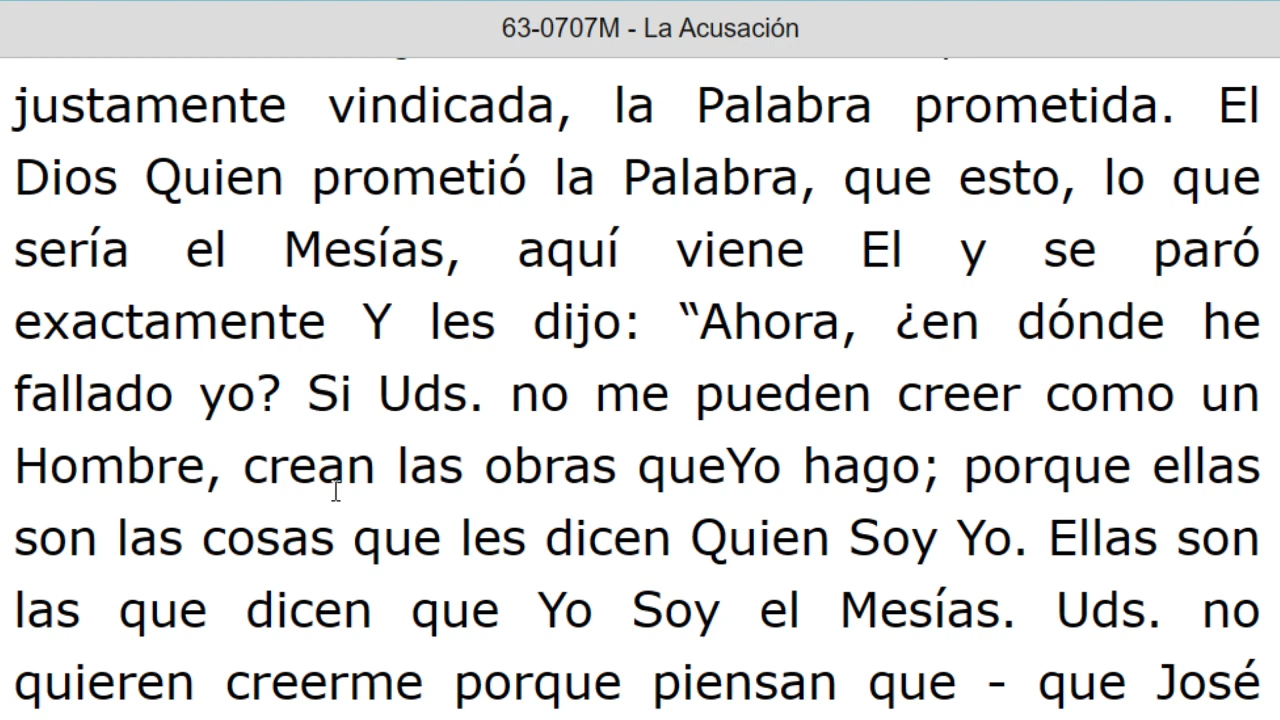 63-0707M - La Acusación
justamente vindicada, la Palabra prometida. El
Dios Quien prometió la Palabra, que esto, lo que
sería el Mesías, aquí viene El y se paró
exactamente Y les dijo: “Ahora, ¿en dónde he
fallado yo? Si Uds. no me pueden creer como un
Hombre, crean las obras queYo hago; porque ellas
son las cosas que les dicen Quien Soy Yo. Ellas son
las que dicen que Yo Soy el Mesías. Uds. no
quieren creerme porque piensan que - que José